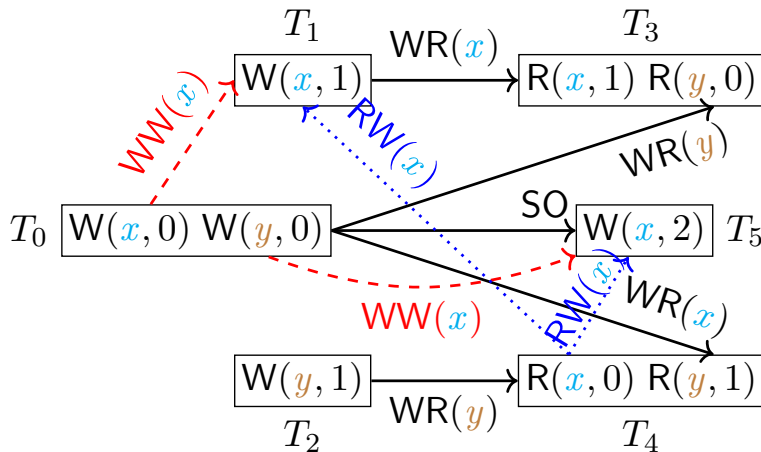 T₁ T₃
WR(x)
W(x, 1) R(x, 1) R(y, 0)
WW(x)
RW(x)
WR(y)
SO
T₀ W(x, 0) W(y, 0) W(x, 2) T₅
RW(x)
WR(x)
WW(x)
W(y, 1) R(x, 0) R(y, 1)
WR(y)
T₂ T₄